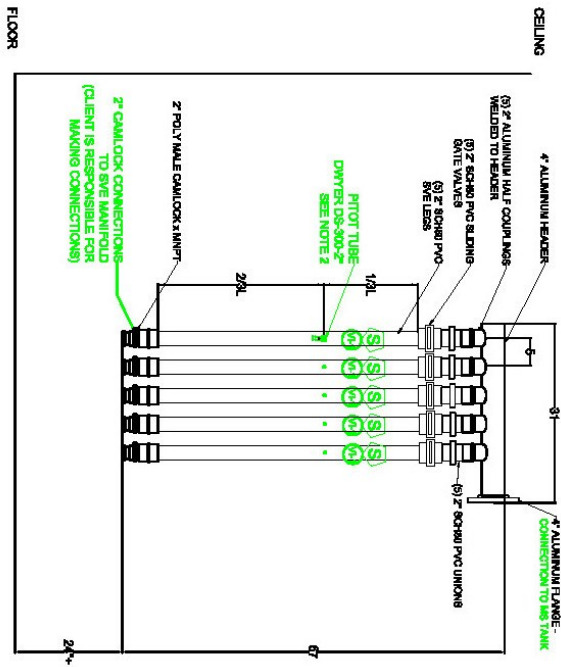 CEILING
FLOOR
4" ALUMINUM HEADER
(5) 2" ALUMINUM HALF COUPLINGS
WELDED TO HEADER
(5) 2" SCH80 PVC SLIDING
GATE VALVES
(5) 2" SCH80 PVC
SVE LEGS
PITOT TUBE
DWYER DS-300-2"
SEE NOTE 2
2" POLY MALE CAMLOCK x MNPT
2" CAMLOCK CONNECTIONS
TO SVE MANIFOLD
(CLIENT IS RESPONSIBLE FOR
MAKING CONNECTIONS)
1/3L
2/3L
5
31
4" ALUMINUM FLANGE -
CONNECTION TO MS TANK
(5) 2" SCH80 PVC UNIONS
S
S
S
S
S
67
24"+